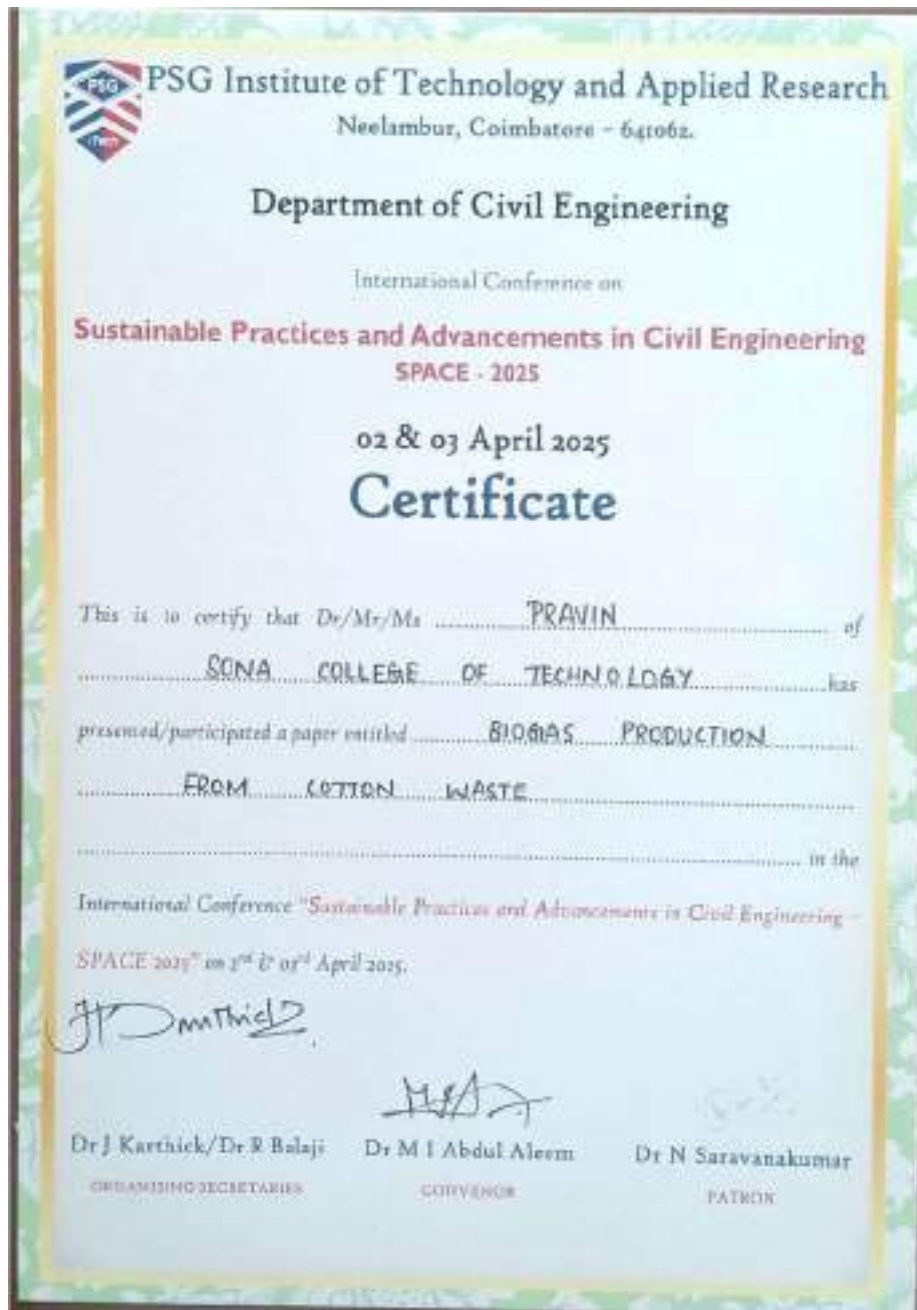 PSG
iTech
PSG Institute of Technology and Applied Research
Neelambur, Coimbatore - 641062.
Department of Civil Engineering
International Conference on
Sustainable Practices and Advancements in Civil Engineering
SPACE - 2025
02 & 03 April 2025
Certificate
This is to certify that Dr/Mr/Ms PRAVIN of
SONA COLLEGE OF TECHNOLOGY has
presented/participated a paper entitled BIOGAS PRODUCTION
FROM COTTON WASTE
in the
International Conference "Sustainable Practices and Advancements in Civil Engineering -
SPACE 2025" on & April 2025.
Dr J Karthick/Dr R Balaji Dr M I Abdul Aleem Dr N Saravanakumar
ORGANISING SECRETARIES CONVENOR PATRON